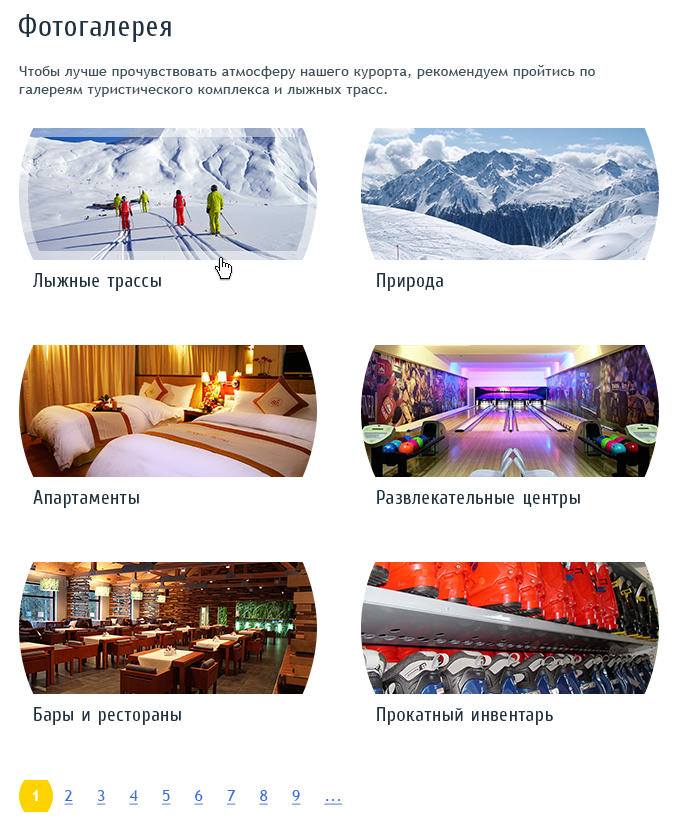 Фотогалерея
Чтобы лучше прочувствовать атмосферу нашего курорта, рекомендуем пройтись по
галереям туристического комплекса и лыжных трасс.
Лыжные трассы
Природа
Апартаменты
Развлекательные центры
Бары и рестораны
Прокатный инвентарь
1 2 3 4 5 6 7 8 9 ...